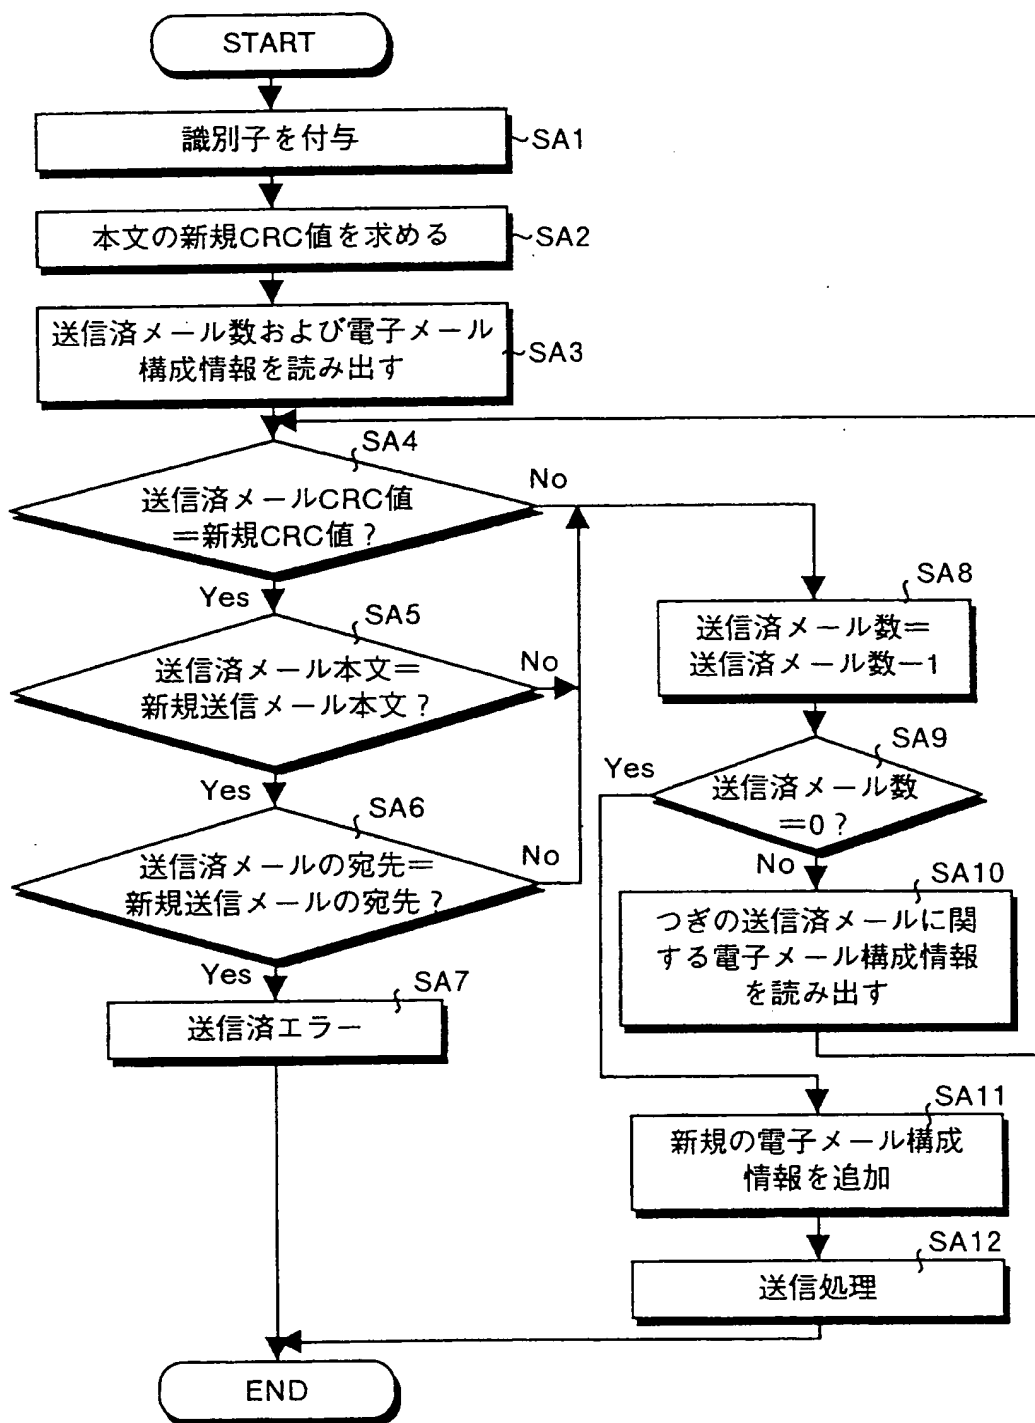 START
識別子を付与
SA1
本文の新規CRC値を求める
SA2
送信済メール数および電子メール
構成情報を読み出す
SA3
SA4
送信済メールCRC値
＝新規CRC値？
No
Yes
SA5
送信済メール本文＝
新規送信メール本文？
No
Yes
SA6
送信済メールの宛先＝
新規送信メールの宛先？
No
Yes
SA7
送信済エラー
SA8
送信済メール数＝
送信済メール数－1
SA9
Yes
送信済メール数
＝0？
No
SA10
つぎの送信済メールに関
する電子メール構成情報
を読み出す
SA11
新規の電子メール構成
情報を追加
SA12
送信処理
END